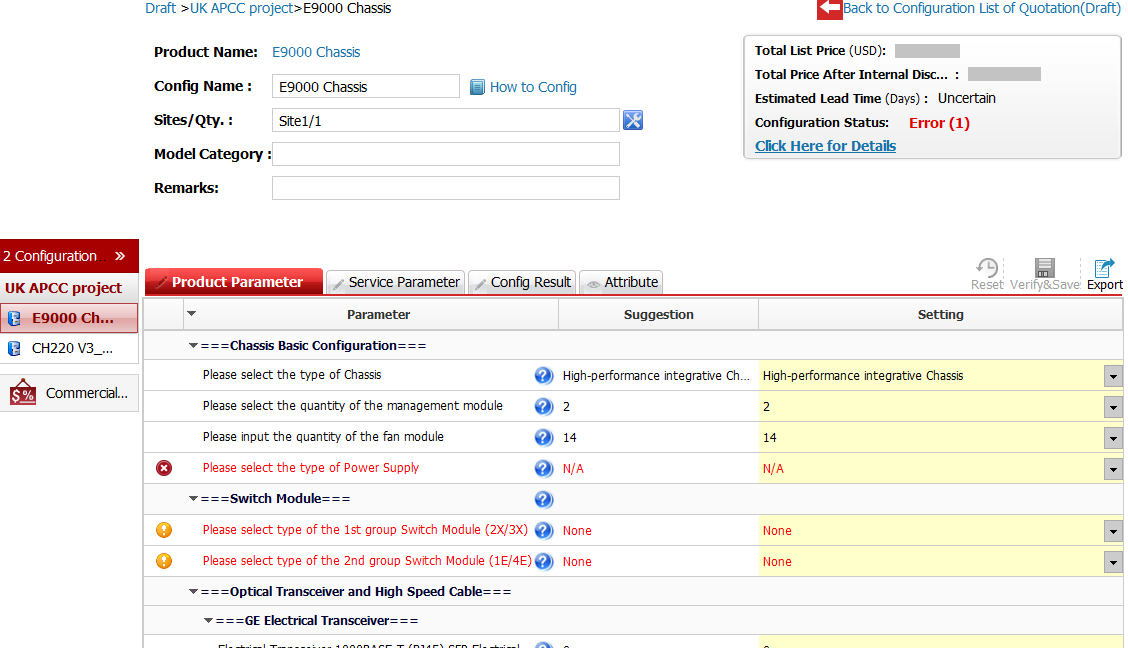 Draft >UK APCC project>E9000 Chassis
Back to Configuration List of Quotation(Draft)
Product Name: E9000 Chassis
Config Name : E9000 Chassis How to Config
Sites/Qty. : Site1/1
Model Category :
Remarks:
Total List Price (USD):
Total Price After Internal Disc... :
Estimated Lead Time (Days) : Uncertain
Configuration Status: Error (1)
Click Here for Details
2 Configuration... »
UK APCC project
E9000 Ch...
CH220 V3_...
$% Commercial...
Product Parameter Service Parameter Config Result Attribute
Reset Verify&Save Export
Parameter Suggestion Setting
===Chassis Basic Configuration===
Please select the type of Chassis ? High-performance integrative Ch... High-performance integrative Chassis
Please select the quantity of the management module ? 2 2
Please input the quantity of the fan module ? 14 14
Please select the type of Power Supply ? N/A N/A
===Switch Module=== ?
Please select type of the 1st group Switch Module (2X/3X) ? None None
Please select type of the 2nd group Switch Module (1E/4E) ? None None
===Optical Transceiver and High Speed Cable===
===GE Electrical Transceiver===
Electrical Transceiver 1000BASE-T (RJ45) SFP Electrical